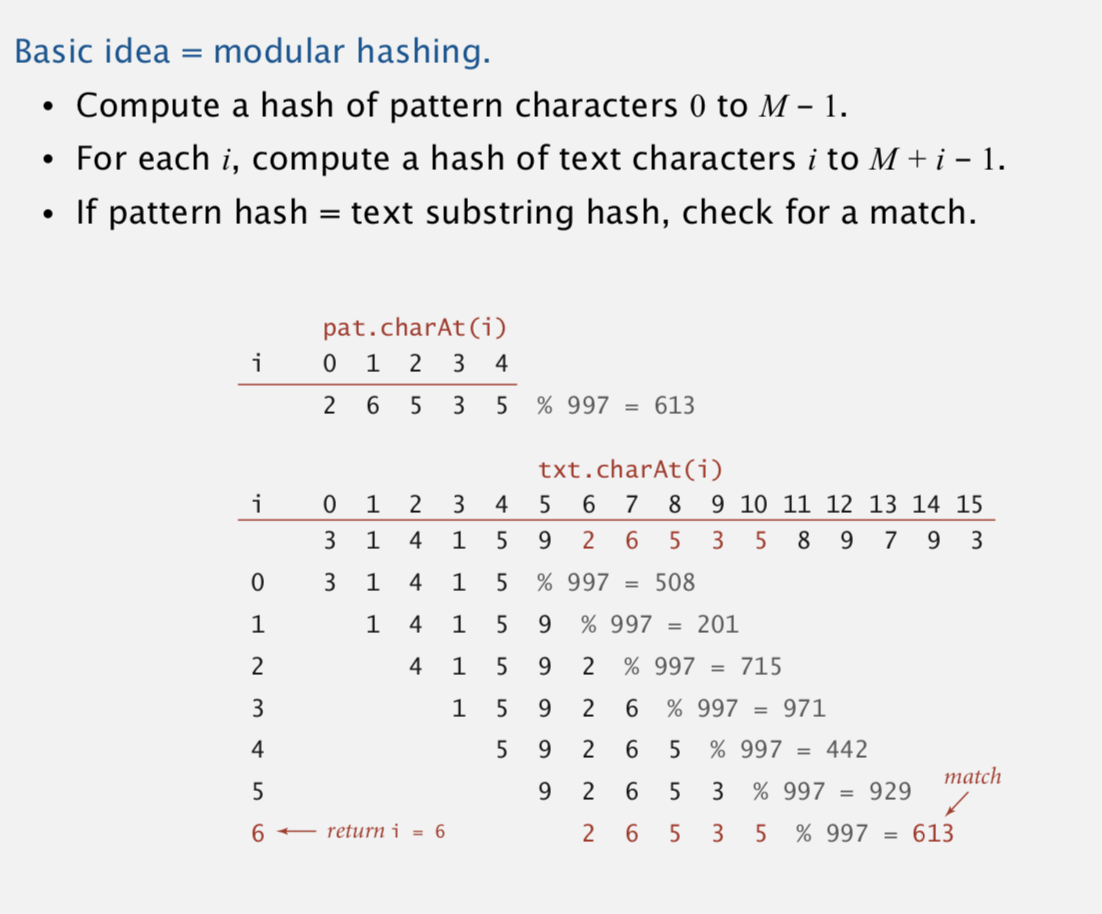 Basic idea = modular hashing.
• Compute a hash of pattern characters 0 to M – 1.
• For each i, compute a hash of text characters i to M + i – 1.
• If pattern hash = text substring hash, check for a match.
pat.charAt(i)
i 0 1 2 3 4
2 6 5 3 5 % 997 = 613
txt.charAt(i)
i 0 1 2 3 4 5 6 7 8 9 10 11 12 13 14 15
3 1 4 1 5 9 2 6 5 3 5 8 9 7 9 3
0 3 1 4 1 5 % 997 = 508
1 1 4 1 5 9 % 997 = 201
2 4 1 5 9 2 % 997 = 715
3 1 5 9 2 6 % 997 = 971
4 5 9 2 6 5 % 997 = 442
match
5 9 2 6 5 3 % 997 = 929
6 ← return i = 6 2 6 5 3 5 % 997 = 613